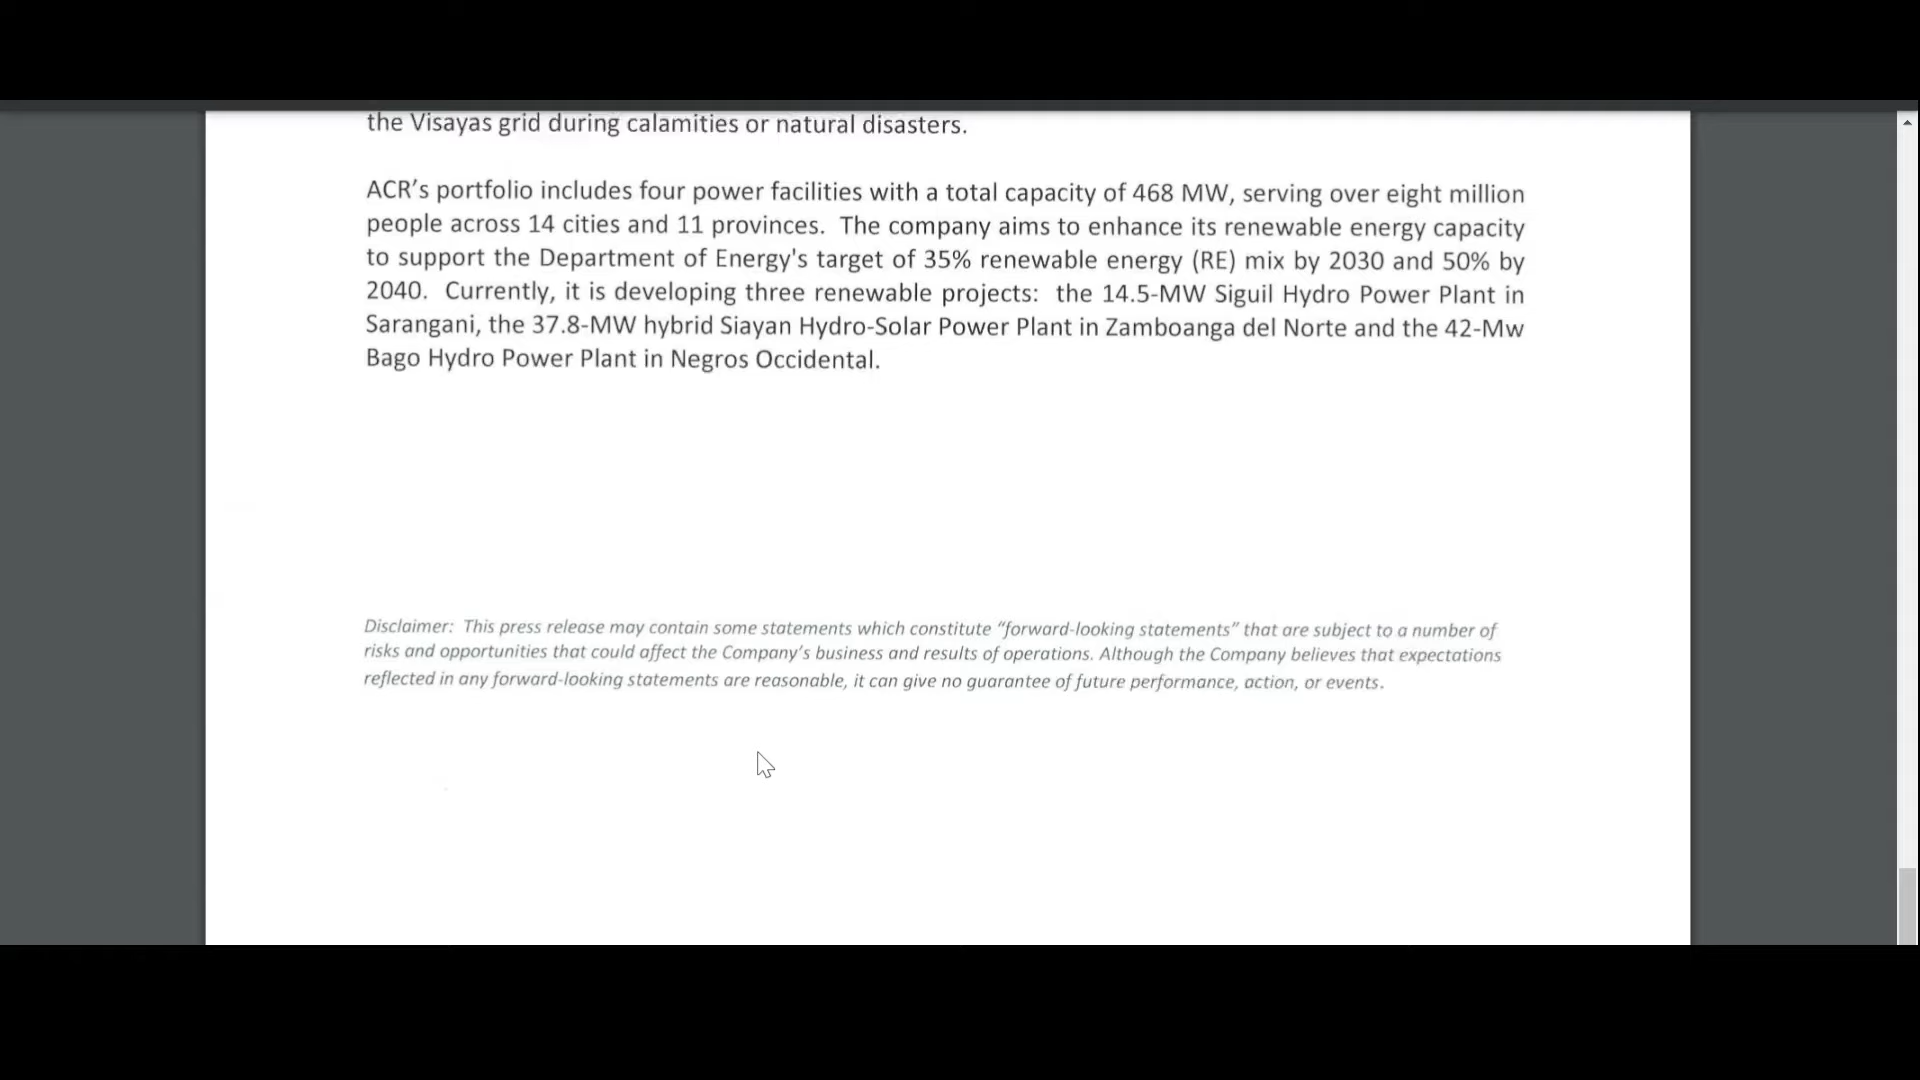 the Visayas grid during calamities or natural disasters.
ACR’s portfolio includes four power facilities with a total capacity of 468 MW, serving over eight million
people across 14 cities and 11 provinces.  The company aims to enhance its renewable energy capacity
to support the Department of Energy's target of 35% renewable energy (RE) mix by 2030 and 50% by
2040.  Currently, it is developing three renewable projects:  the 14.5-MW Siguil Hydro Power Plant in
Sarangani, the 37.8-MW hybrid Siayan Hydro-Solar Power Plant in Zamboanga del Norte and the 42-Mw
Bago Hydro Power Plant in Negros Occidental.
Disclaimer:  This press release may contain some statements which constitute “forward-looking statements” that are subject to a number of
risks and opportunities that could affect the Company’s business and results of operations. Although the Company believes that expectations
reflected in any forward-looking statements are reasonable, it can give no guarantee of future performance, action, or events.